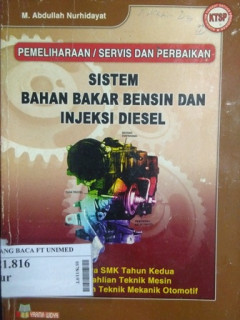 M. Abdullah Nurhidayat
KTSP
PEMELIHARAAN / SERVIS DAN PERBAIKAN
SISTEM
BAHAN BAKAR BENSIN DAN
INJEKSI DIESEL
ANG BACA FT UNIMED
1.816
ur
a SMK Tahun Kedua
ahlian Teknik Mesin
Teknik Mekanik Otomotif